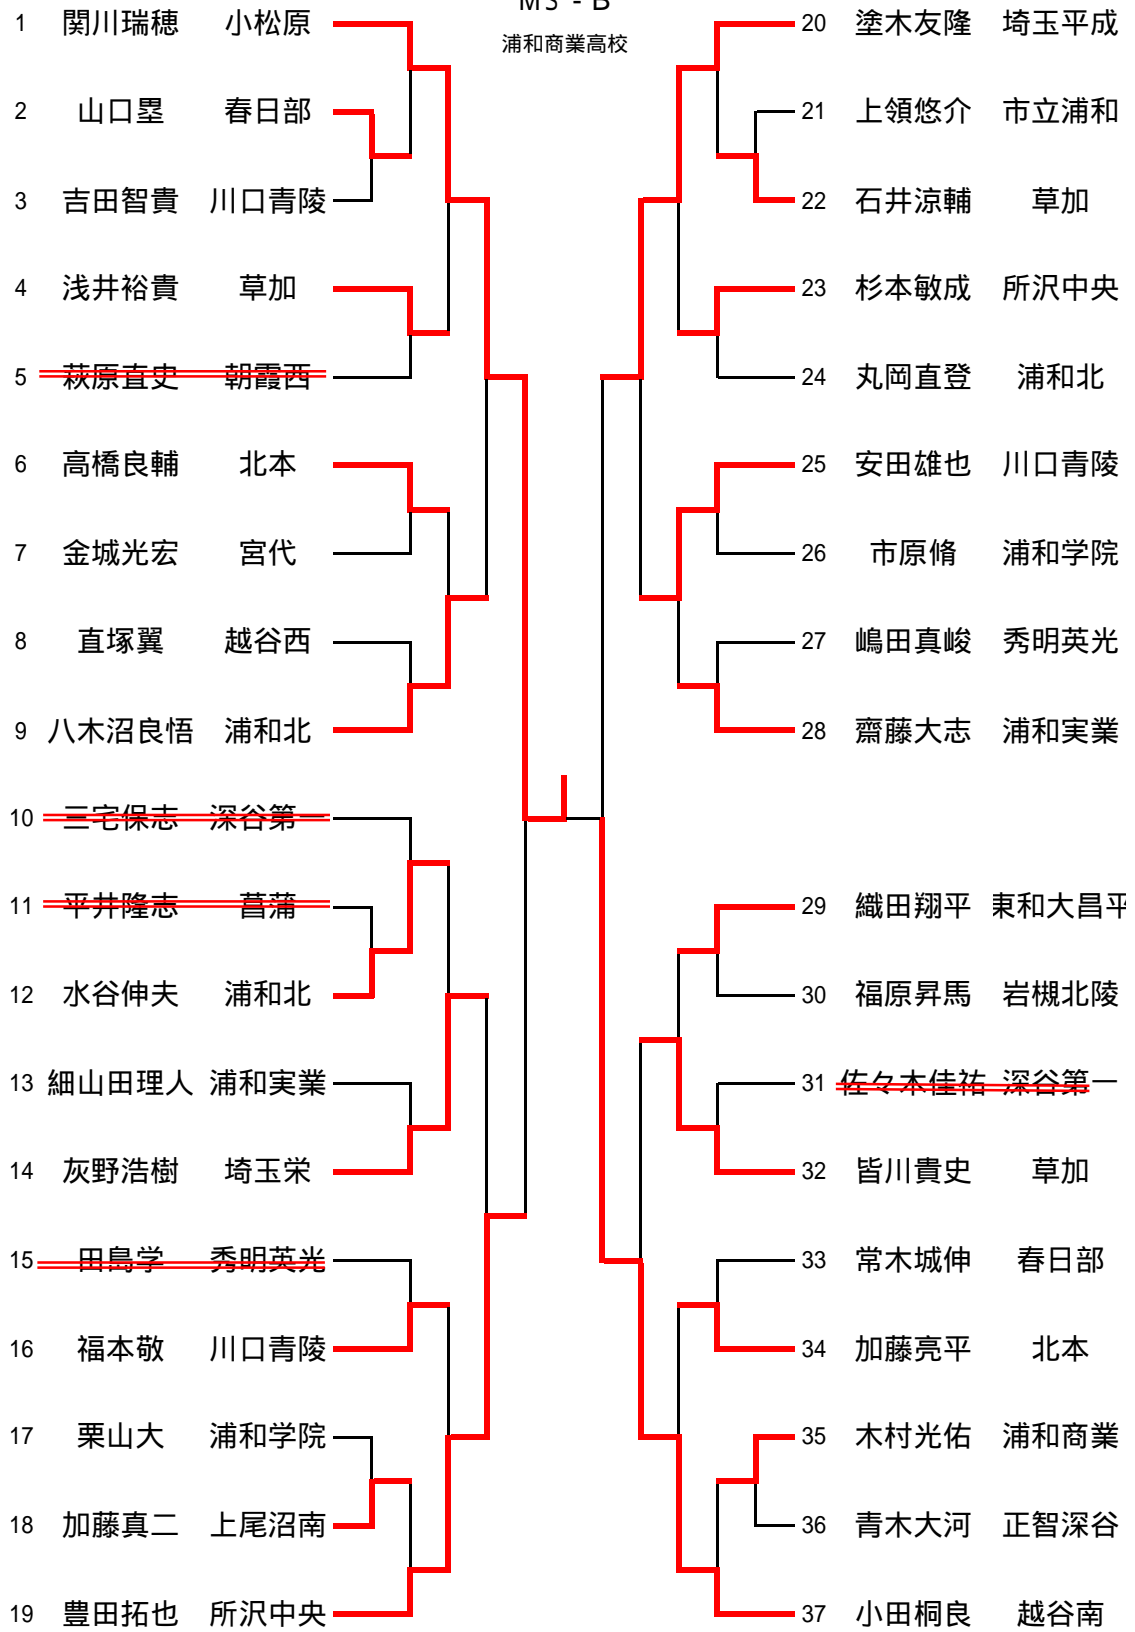 MS - B
浦和商業高校
1 関川瑞穂 小松原
2 山口塁 春日部
3 吉田智貴 川口青陵
4 浅井裕貴 草加
5 萩原直史 朝霞西
6 高橋良輔 北本
7 金城光宏 宮代
8 直塚翼 越谷西
9 八木沼良悟 浦和北
10 三宅保志 深谷第一
11 平井隆志 菖蒲
12 水谷伸夫 浦和北
13 細山田理人 浦和実業
14 灰野浩樹 埼玉栄
15 田島学 秀明英光
16 福本敬 川口青陵
17 栗山大 浦和学院
18 加藤真二 上尾沼南
19 豊田拓也 所沢中央
20 塗木友隆 埼玉平成
21 上領悠介 市立浦和
22 石井涼輔 草加
23 杉本敏成 所沢中央
24 丸岡直登 浦和北
25 安田雄也 川口青陵
26 市原脩 浦和学院
27 嶋田真峻 秀明英光
28 齋藤大志 浦和実業
29 織田翔平 東和大昌平
30 福原昇馬 岩槻北陵
31 佐々木佳祐 深谷第一
32 皆川貴史 草加
33 常木城伸 春日部
34 加藤亮平 北本
35 木村光佑 浦和商業
36 青木大河 正智深谷
37 小田桐良 越谷南